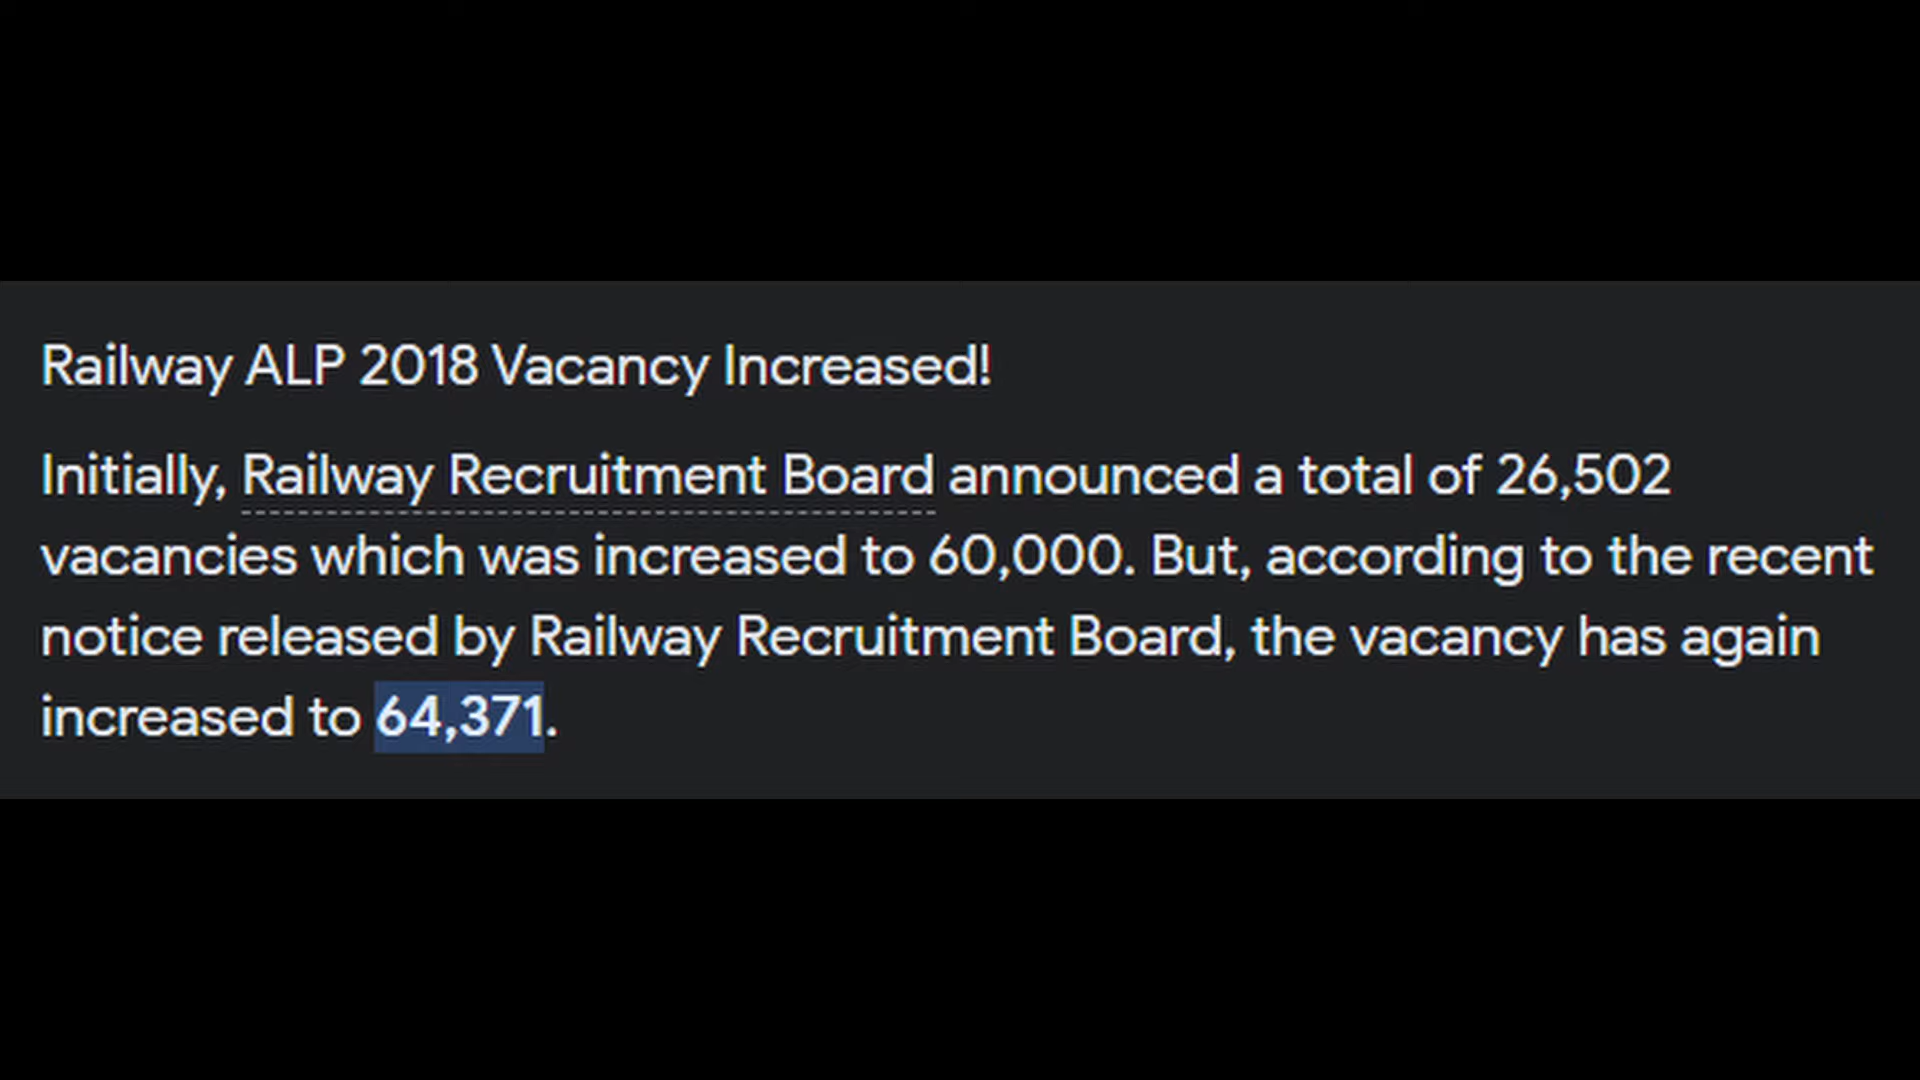 Railway ALP 2018 Vacancy Increased!
Initially, Railway Recruitment Board announced a total of 26,502
vacancies which was increased to 60,000. But, according to the recent
notice released by Railway Recruitment Board, the vacancy has again
increased to 64,371.